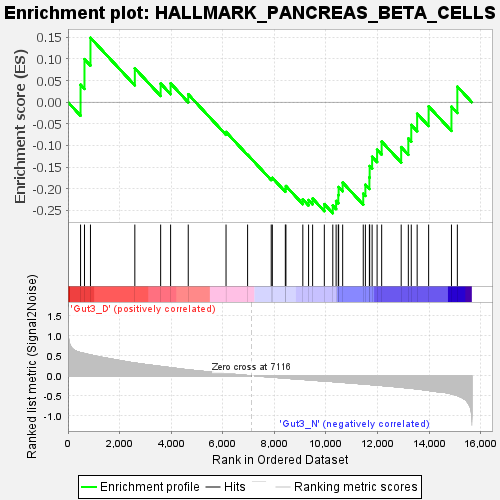 Enrichment plot: HALLMARK_PANCREAS_BETA_CELLS
Enrichment score (ES)
0.15
0.10
0.05
0.00
-0.05
-0.10
-0.15
-0.20
-0.25
'Gut3_D' (positively correlated)
Ranked list metric (Signal2Noise)
1.5
1.0
0.5
0.0
-0.5
-1.0
Zero cross at 7116
'Gut3_N' (negatively correlated)
0 2,000 4,000 6,000 8,000 10,000 12,000 14,000 16,000
Rank in Ordered Dataset
Enrichment profile Hits Ranking metric scores